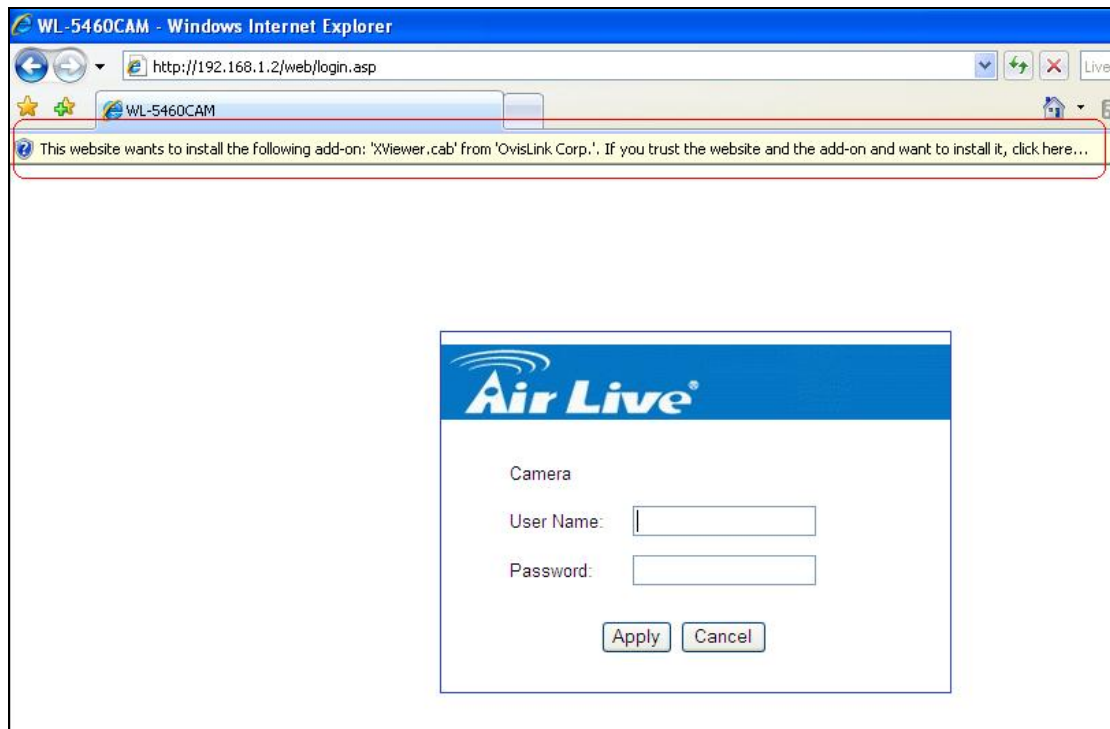 WL-5460CAM - Windows Internet Explorer
http://192.168.1.2/web/login.asp
Live
WL-5460CAM
This website wants to install the following add-on: 'XViewer.cab' from 'OvisLink Corp.'. If you trust the website and the add-on and want to install it, click here...
Air Live®
Camera
User Name:
Password:
Apply Cancel